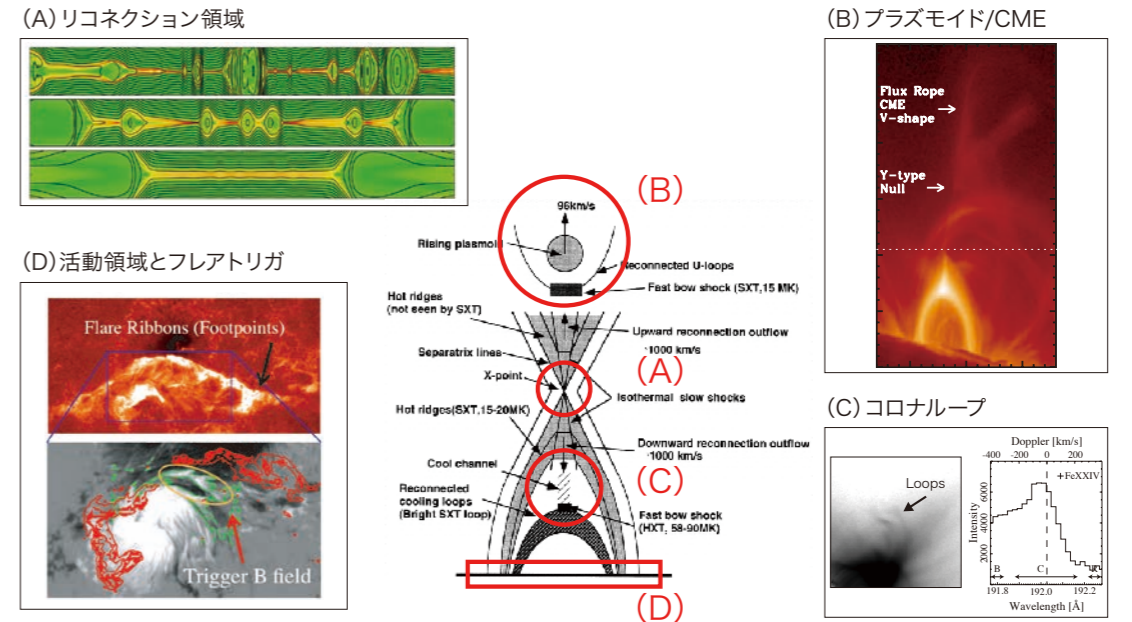 (A)リコネクション領域
(B)プラズモイド/CME
Flux Rope
CME
V-shape
Y-type
Null
(B)
96km/s
Rising plasmoid
Reconnected U-loops
Fast bow shock (SXT,15 MK)
Hot ridges
(not seen by SXT)
Upward reconnection outflow
~1000 km/s
Separatrix lines
(A)
X-point
Isothermal slow shocks
Hot ridges(SXT,15-20MK)
Downward reconnection outflow
~1000 km/s
Cool channel
(C)
Reconnected
cooling loops
(Bright SXT loop)
Fast bow shock
(HXT, 58-90MK)
(D)
(D)活動領域とフレアトリガ
Flare Ribbons (Footpoints)
Trigger B field
(C)コロナループ
Loops
Doppler [km/s]
-400 -200 0 200
+FeXXIV
Intensity
2000 4000 6000
B C R
191.8 192.0 192.2
Wavelength [Å]